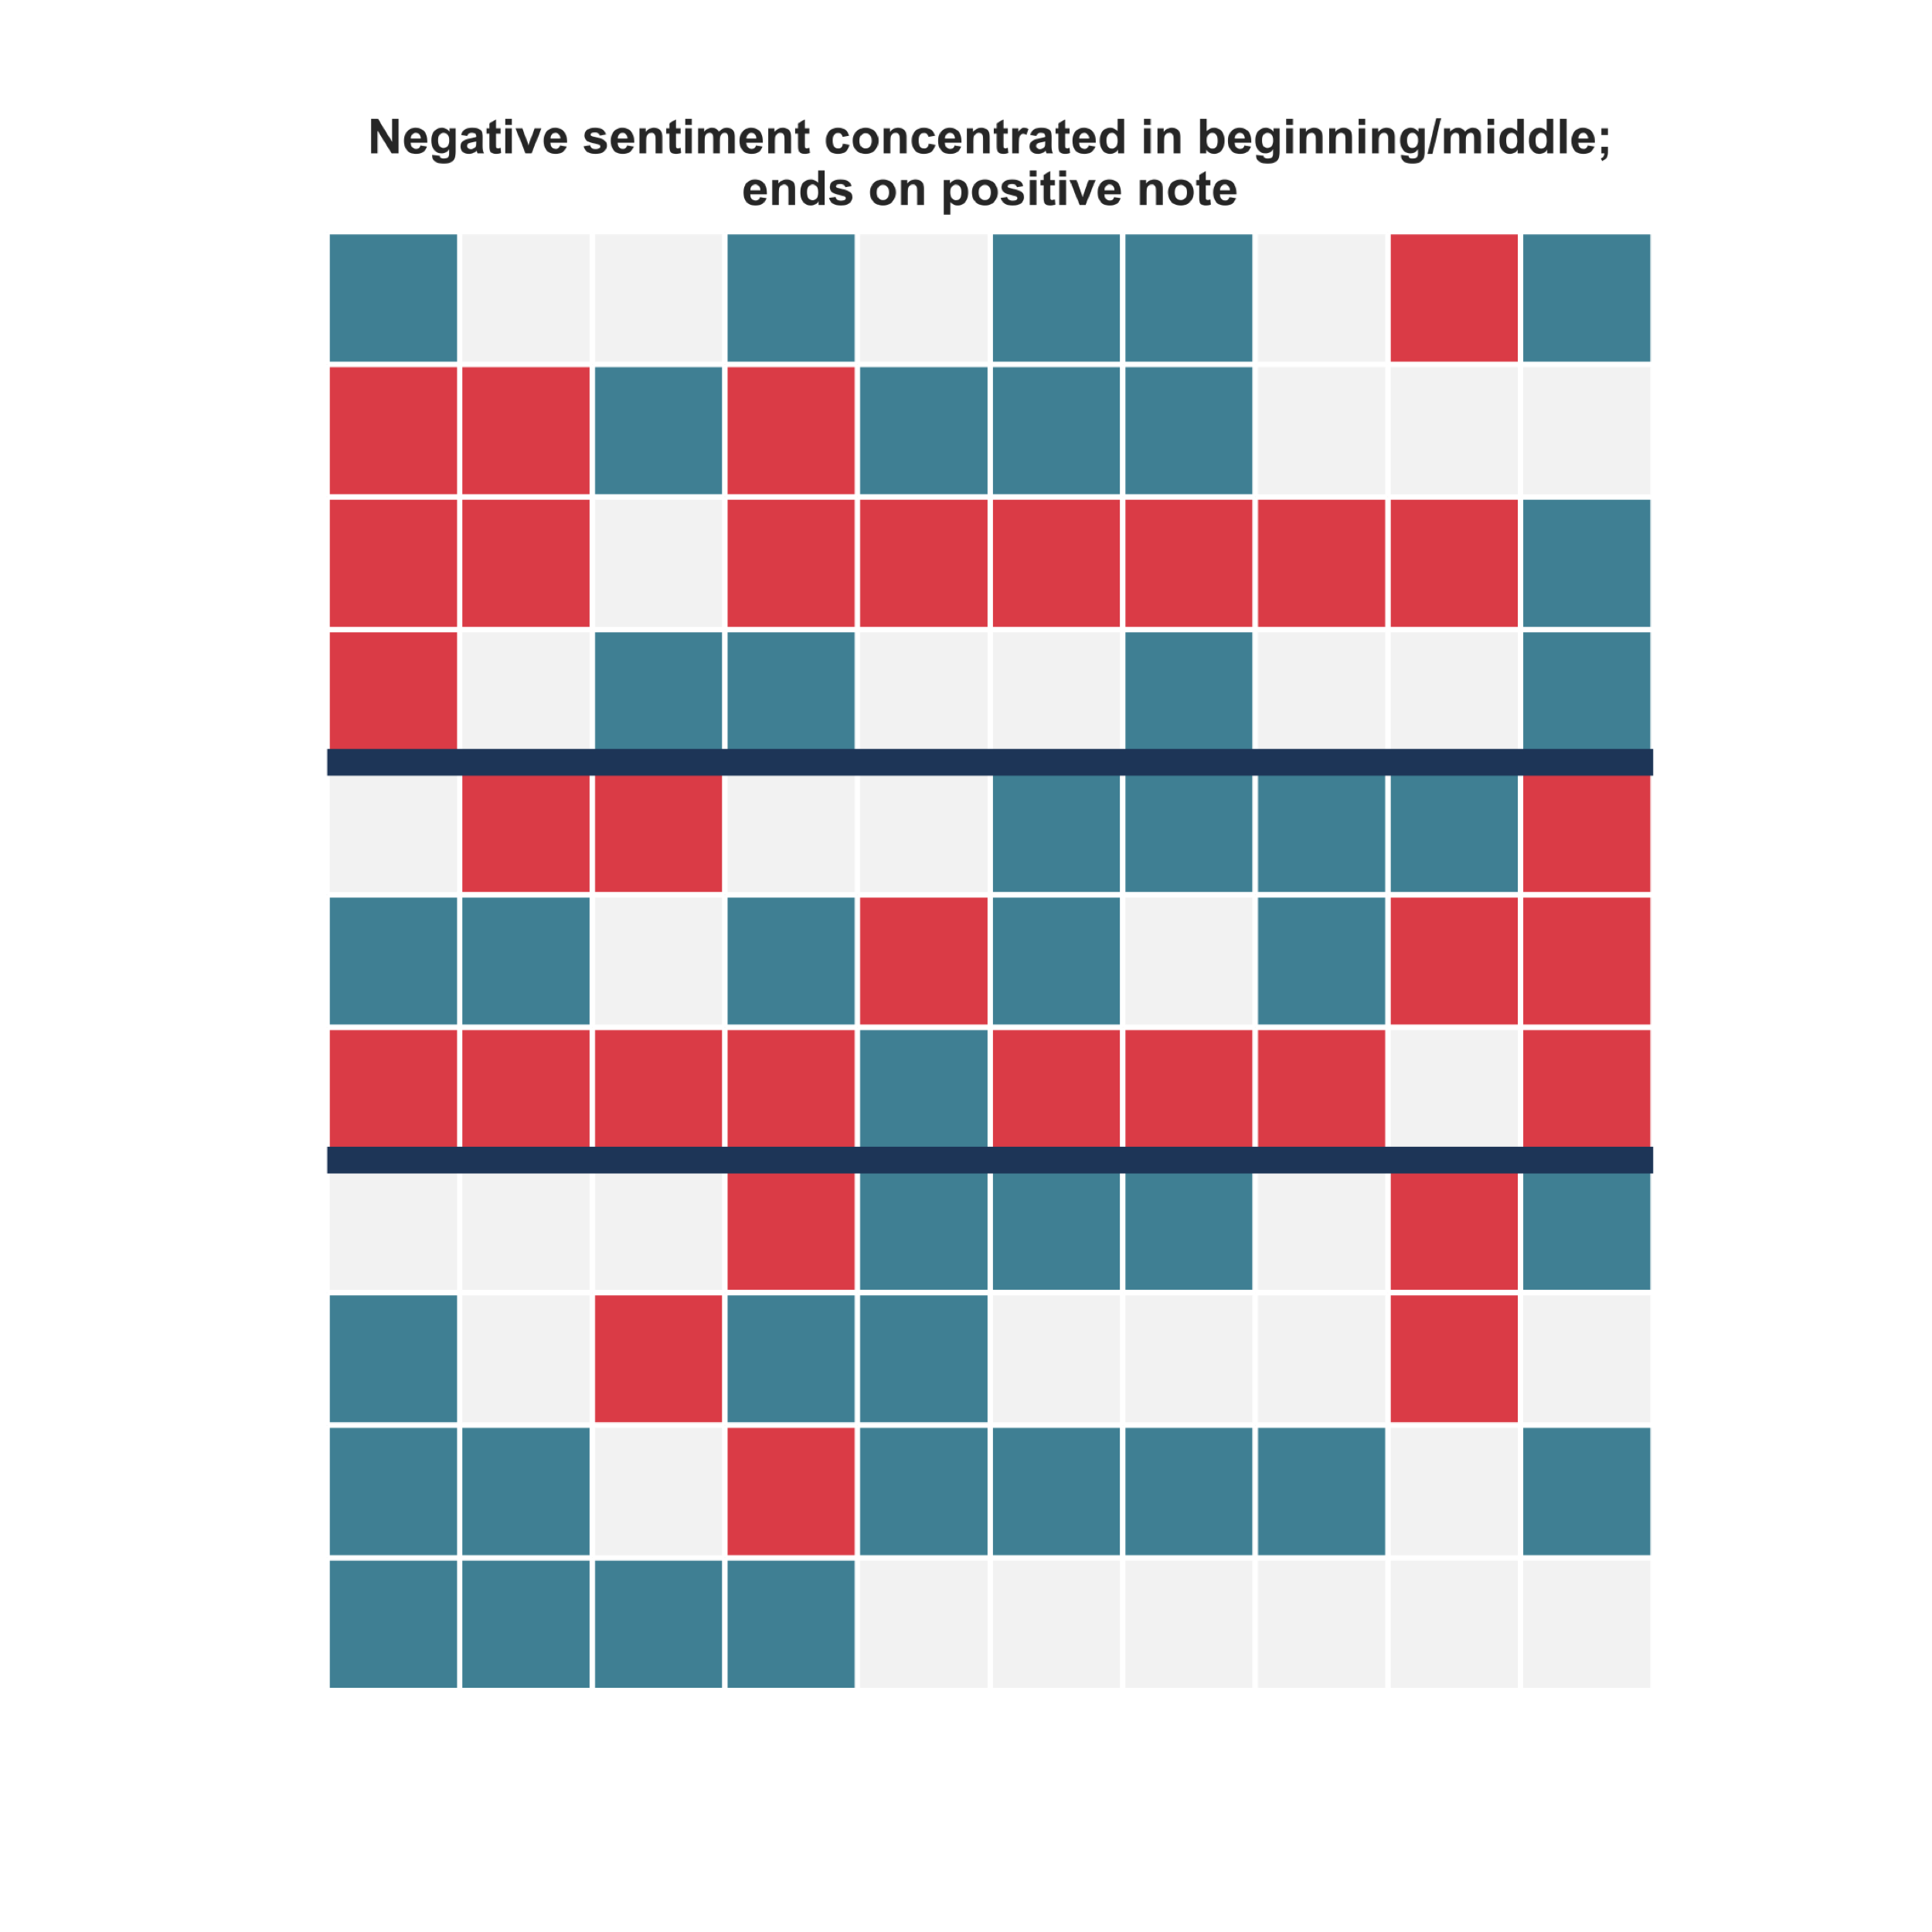 Negative sentiment concentrated in beginning/middle;
ends on positive note